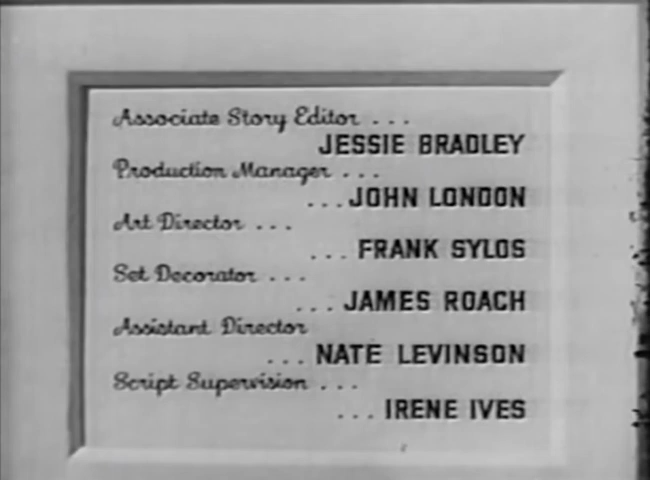 Associate Story Editor . . .
JESSIE BRADLEY
Production Manager . . .
. . . JOHN LONDON
Art Director . . .
. . . FRANK SYLOS
Set Decorator . . .
. . . JAMES ROACH
Assistant Director
. . . NATE LEVINSON
Script Supervision . . .
. . . IRENE IVES